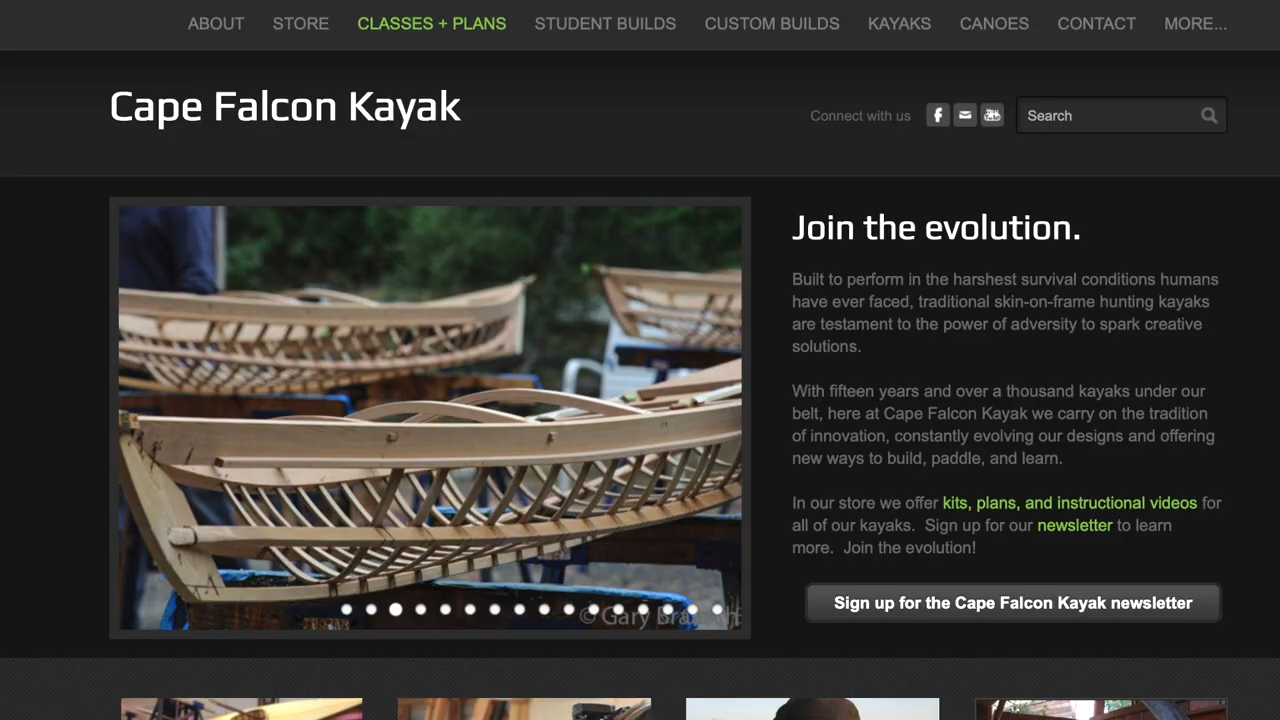 ABOUT STORE CLASSES + PLANS STUDENT BUILDS CUSTOM BUILDS KAYAKS CANOES CONTACT MORE...
Cape Falcon Kayak
Connect with us
Search
Join the evolution.
Built to perform in the harshest survival conditions humans
have ever faced, traditional skin-on-frame hunting kayaks
are testament to the power of adversity to spark creative
solutions.
With fifteen years and over a thousand kayaks under our
belt, here at Cape Falcon Kayak we carry on the tradition
of innovation, constantly evolving our designs and offering
new ways to build, paddle, and learn.
In our store we offer kits, plans, and instructional videos for
all of our kayaks. Sign up for our newsletter to learn
more. Join the evolution!
© Gary
Sign up for the Cape Falcon Kayak newsletter